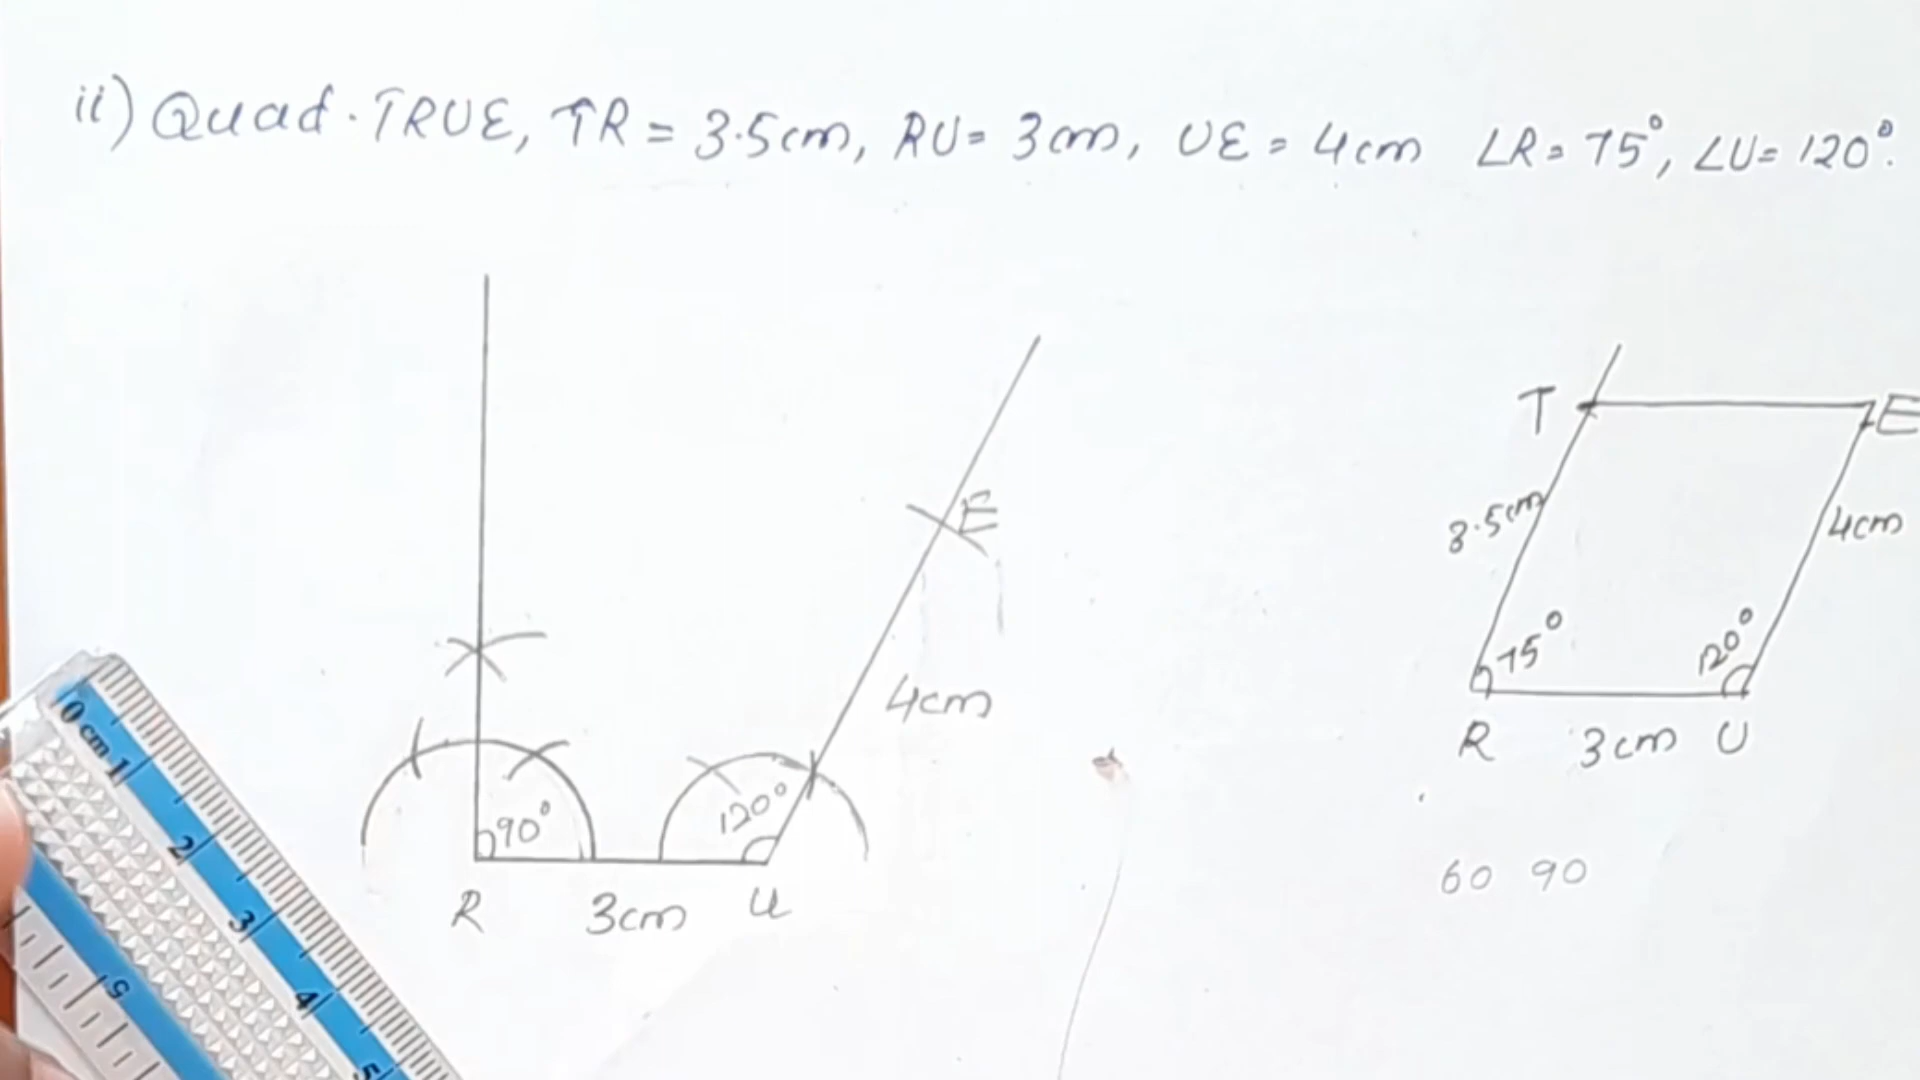 ii) Quad. TRUE, TR = 3.5cm, RU = 3cm, UE = 4cm ∠R = 75°, ∠U = 120°.
E
4cm
120°
90°
R 3cm U
T E
3.5cm
4cm
75° 120°
R 3cm U
60 90
0 cm 1 2 3 4 5
5